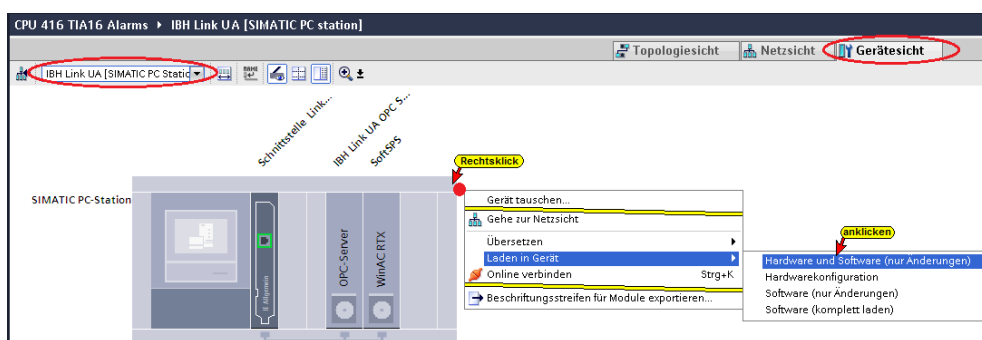 CPU 416 TIA16 Alarms ▸ IBH Link UA [SIMATIC PC station]
Topologiesicht Netzsicht Gerätesicht
IBH Link UA [SIMATIC PC Static
Schnittstelle Link...
IBH Link UA OPC S...
SoftSPS
Rechtsklick
SIMATIC PC-Station
II Allgemein
OPC-Server
WinAC RTX
Gerät tauschen...
Gehe zur Netzsicht
Übersetzen
Laden in Gerät
Online verbinden Strg+K
Beschriftungsstreifen für Module exportieren...
anklicken
Hardware und Software (nur Änderungen)
Hardwarekonfiguration
Software (nur Änderungen)
Software (komplett laden)